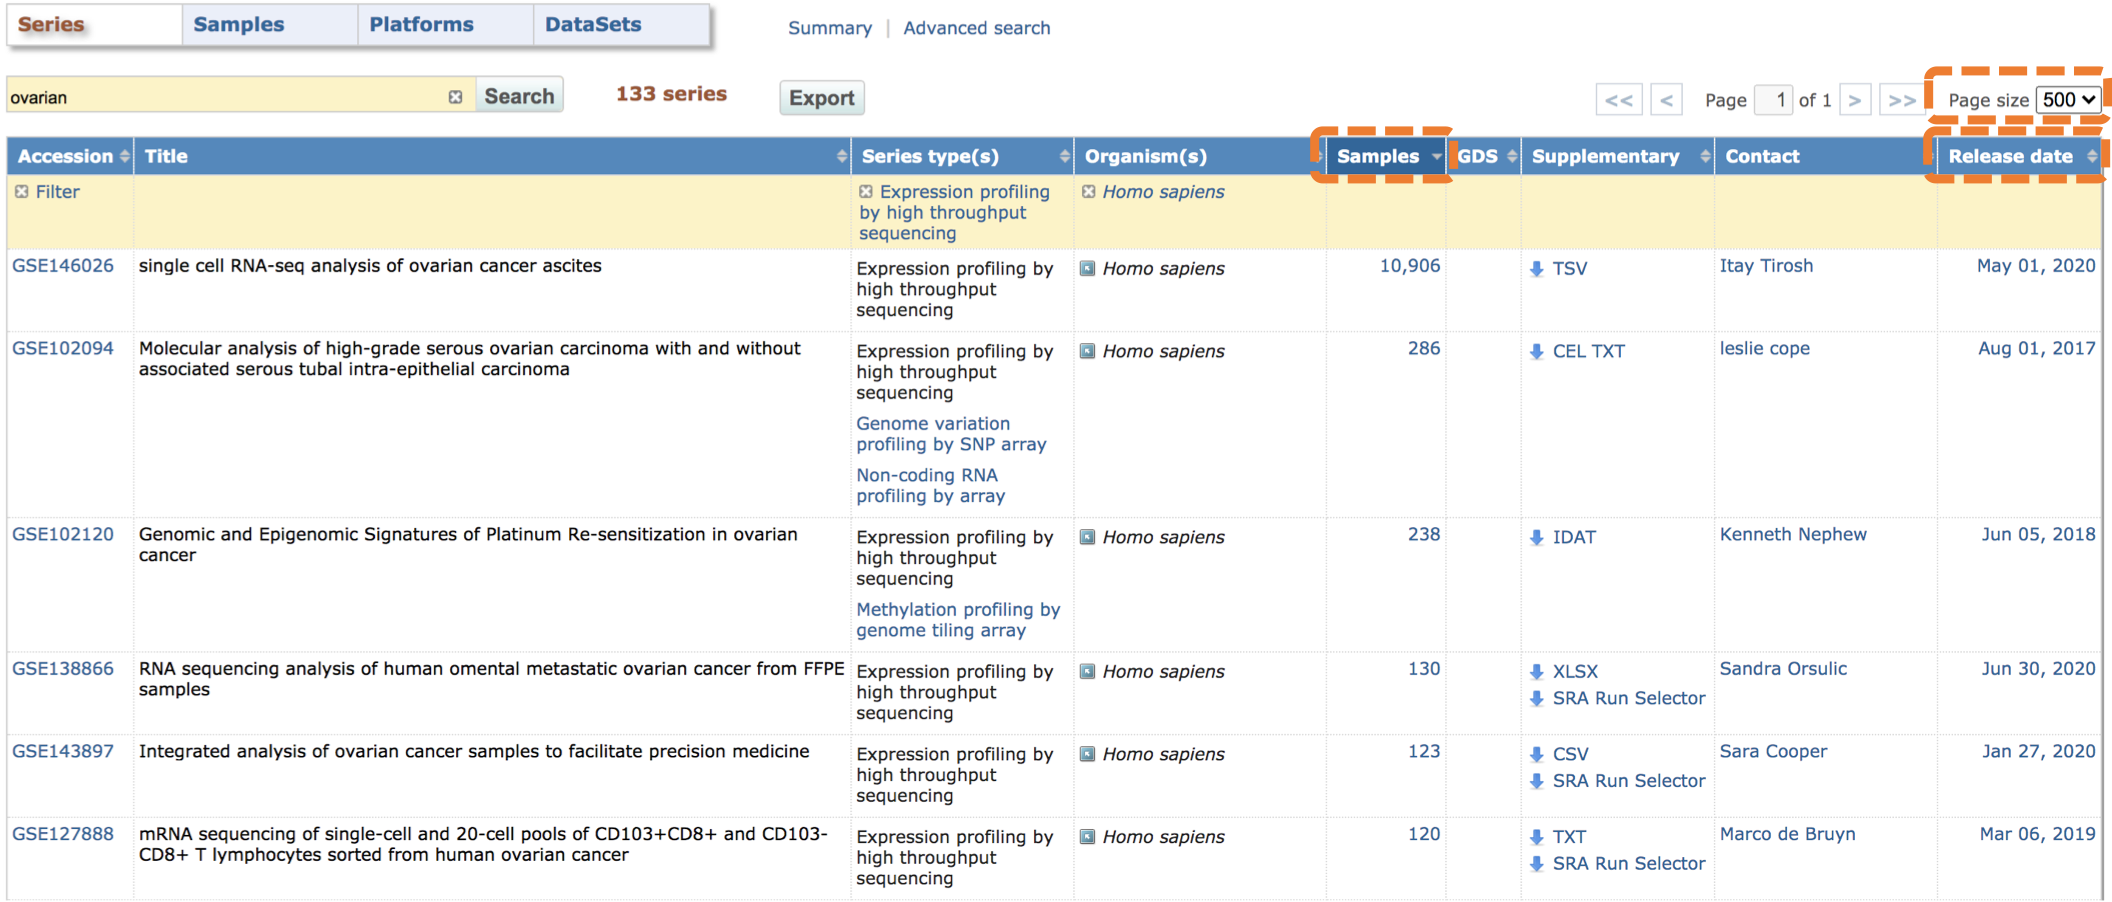 Series Samples Platforms DataSets Summary | Advanced search
ovarian Search 133 series Export << < Page 1 of 1 > >> Page size 500
Accession Title Series type(s) Organism(s) Samples GDS Supplementary Contact Release date
Filter Expression profiling Homo sapiens
by high throughput
sequencing
GSE146026 single cell RNA-seq analysis of ovarian cancer ascites Expression profiling by Homo sapiens 10,906 TSV Itay Tirosh May 01, 2020
high throughput
sequencing
GSE102094 Molecular analysis of high-grade serous ovarian carcinoma with and without Expression profiling by Homo sapiens 286 CEL TXT leslie cope Aug 01, 2017
associated serous tubal intra-epithelial carcinoma high throughput
sequencing
Genome variation
profiling by SNP array
Non-coding RNA
profiling by array
GSE102120 Genomic and Epigenomic Signatures of Platinum Re-sensitization in ovarian Expression profiling by Homo sapiens 238 IDAT Kenneth Nephew Jun 05, 2018
cancer high throughput
sequencing
Methylation profiling by
genome tiling array
GSE138866 RNA sequencing analysis of human omental metastatic ovarian cancer from FFPE Expression profiling by Homo sapiens 130 XLSX Sandra Orsulic Jun 30, 2020
samples high throughput SRA Run Selector
sequencing
GSE143897 Integrated analysis of ovarian cancer samples to facilitate precision medicine Expression profiling by Homo sapiens 123 CSV Sara Cooper Jan 27, 2020
high throughput SRA Run Selector
sequencing
GSE127888 mRNA sequencing of single-cell and 20-cell pools of CD103+CD8+ and CD103- Expression profiling by Homo sapiens 120 TXT Marco de Bruyn Mar 06, 2019
CD8+ T lymphocytes sorted from human ovarian cancer high throughput SRA Run Selector
sequencing